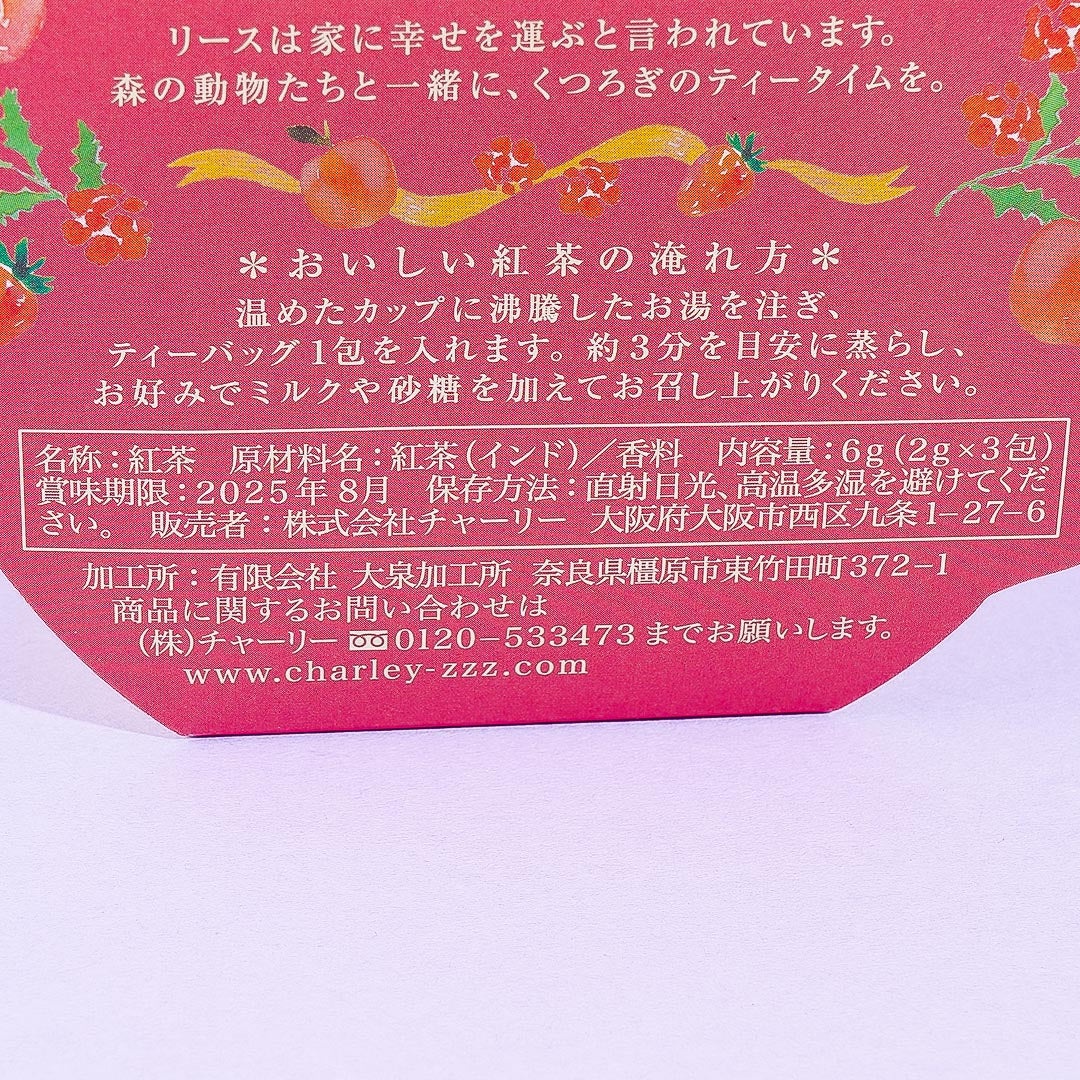 リースは家に幸せを運ぶと言われています。
森の動物たちと一緒に、くつろぎのティータイムを。
＊おいしい紅茶の淹れ方＊
温めたカップに沸騰したお湯を注ぎ、
ティーバッグ1包を入れます。約3分を目安に蒸らし、
お好みでミルクや砂糖を加えてお召し上がりください。
名称：紅茶　原材料名：紅茶（インド）／香料　内容量：6g（2g×3包）
賞味期限：2025年8月　保存方法：直射日光、高温多湿を避けてくだ
さい。　販売者：株式会社チャーリー　大阪府大阪市西区九条1-27-6
加工所：有限会社 大泉加工所　奈良県橿原市東竹田町372-1
商品に関するお問い合わせは
（株）チャーリー 0120-533473までお願いします。
www.charley-zzz.com